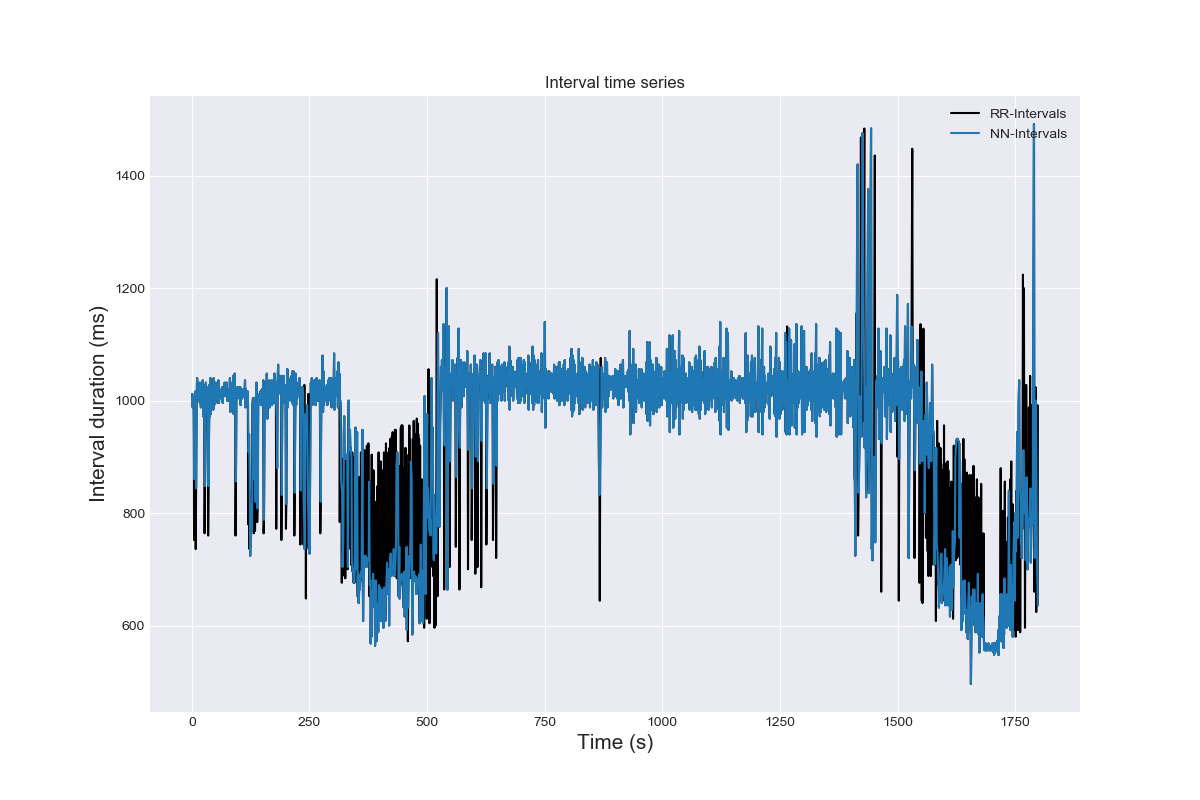 Interval time series
RR-Intervals
NN-Intervals
Interval duration (ms)
1400
1200
1000
800
600
0 250 500 750 1000 1250 1500 1750
Time (s)